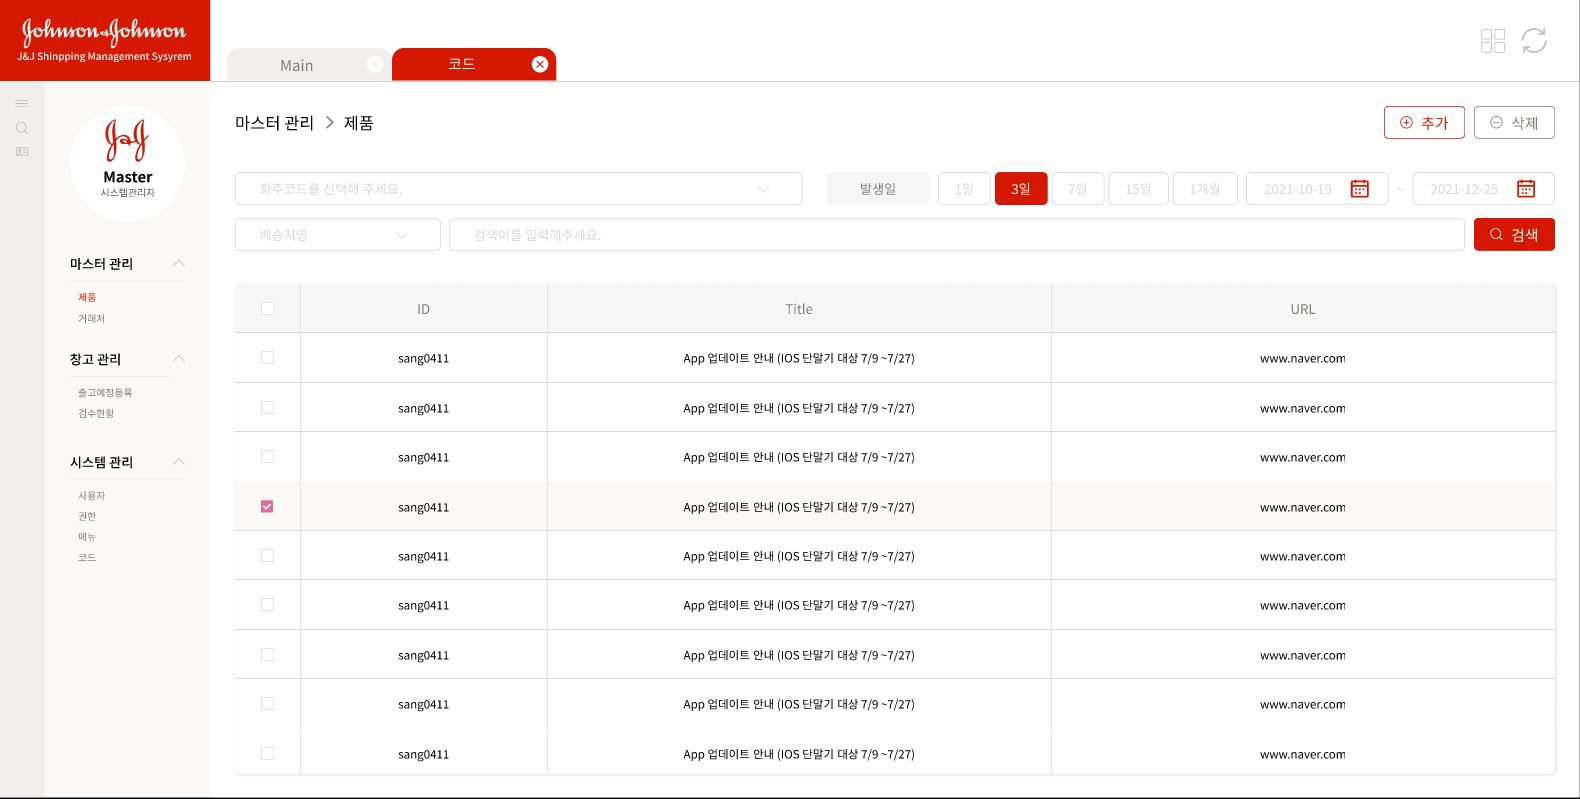 Johnson&Johnson
J&J Shinpping Management Sysyrem
Main
코드
J&J
Master
시스템관리자
마스터 관리
제품
거래처
창고 관리
출고예정등록
검수현황
시스템 관리
사용자
권한
메뉴
코드
마스터 관리 > 제품
추가
삭제
화주코드를 선택해 주세요.
발생일
1일
3일
7일
15일
1개월
2021-10-19
~
2021-12-25
배송지명
검색어를 입력해주세요.
검색
ID Title URL
sang0411 App 업데이트 안내 (IOS 단말기 대상 7/9 ~7/27) www.naver.com
sang0411 App 업데이트 안내 (IOS 단말기 대상 7/9 ~7/27) www.naver.com
sang0411 App 업데이트 안내 (IOS 단말기 대상 7/9 ~7/27) www.naver.com
sang0411 App 업데이트 안내 (IOS 단말기 대상 7/9 ~7/27) www.naver.com
sang0411 App 업데이트 안내 (IOS 단말기 대상 7/9 ~7/27) www.naver.com
sang0411 App 업데이트 안내 (IOS 단말기 대상 7/9 ~7/27) www.naver.com
sang0411 App 업데이트 안내 (IOS 단말기 대상 7/9 ~7/27) www.naver.com
sang0411 App 업데이트 안내 (IOS 단말기 대상 7/9 ~7/27) www.naver.com
sang0411 App 업데이트 안내 (IOS 단말기 대상 7/9 ~7/27) www.naver.com